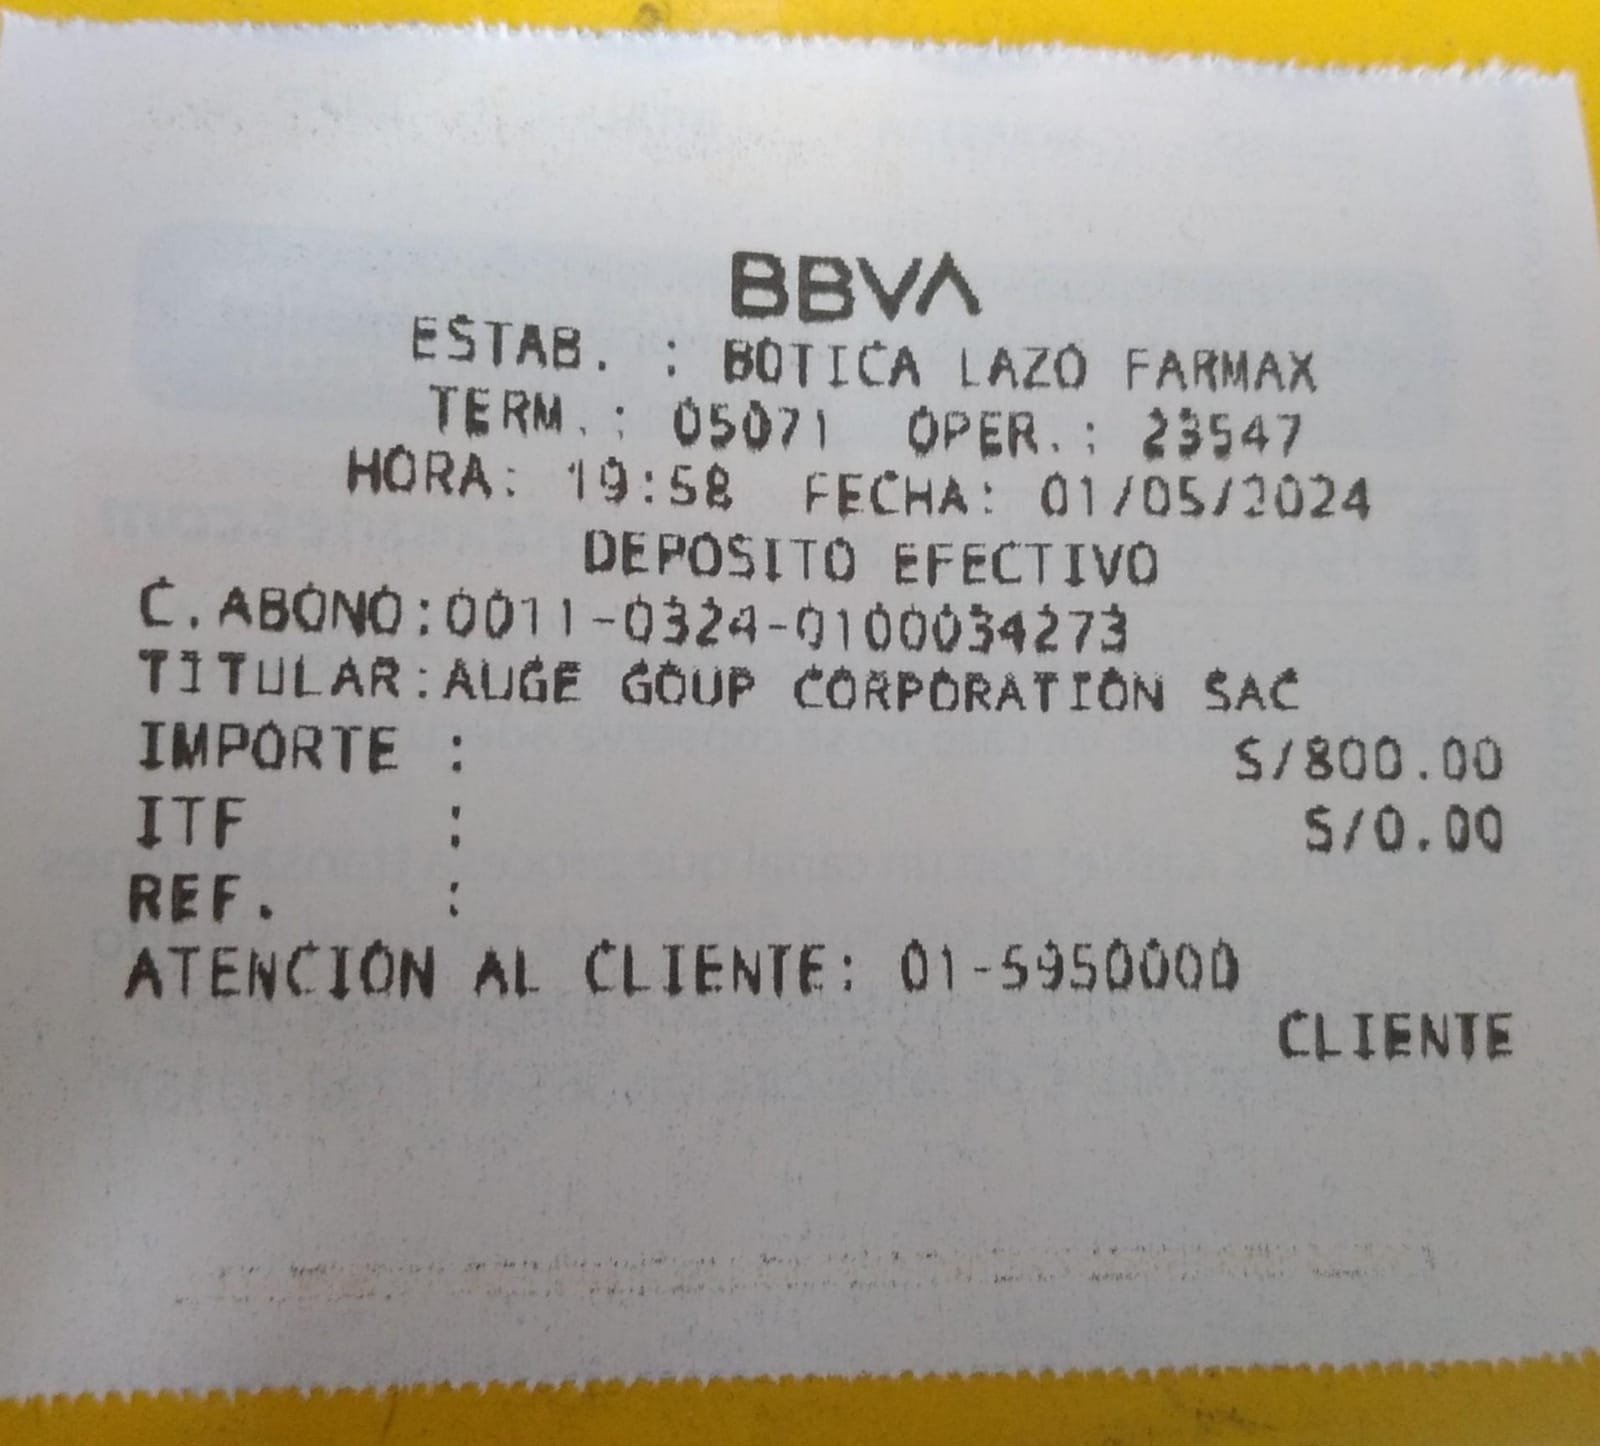 BBVA
ESTAB. : BOTICA LAZO FARMAX
TERM.: 05071 OPER.: 23547
HORA: 19:58 FECHA: 01/05/2024
DEPOSITO EFECTIVO
C.ABONO:0011-0324-0100034273
TITULAR:AUGE GOUP CORPORATION SAC
IMPORTE : S/800.00
ITF : S/0.00
REF. :
ATENCION AL CLIENTE: 01-5950000
CLIENTE